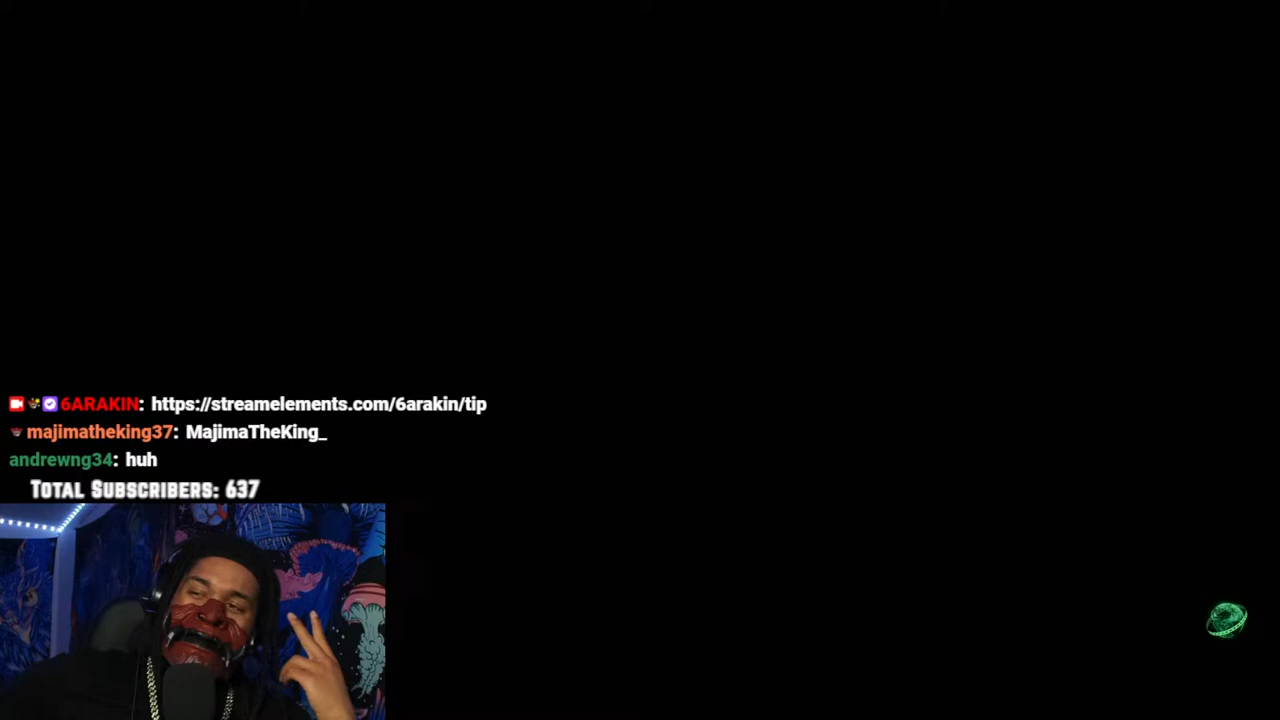 6ARAKIN: https://streamelements.com/6arakin/tip
majimatheking37: MajimaTheKing_
andrewng34: huh
Total Subscribers: 637